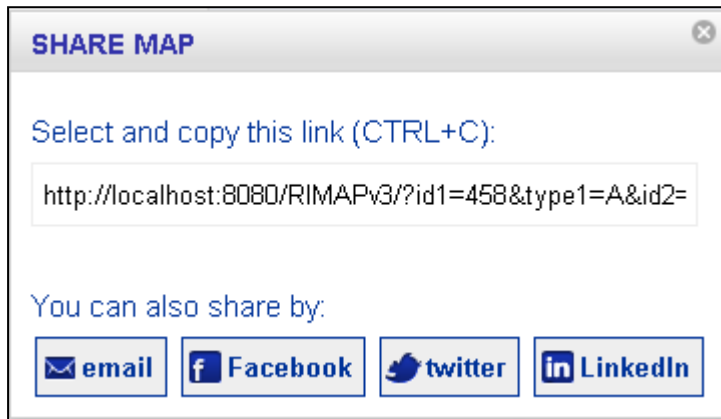 SHARE MAP
Select and copy this link (CTRL+C):
http://localhost:8080/RIMAPv3/?id1=458&type1=A&id2=
You can also share by:
email Facebook twitter LinkedIn